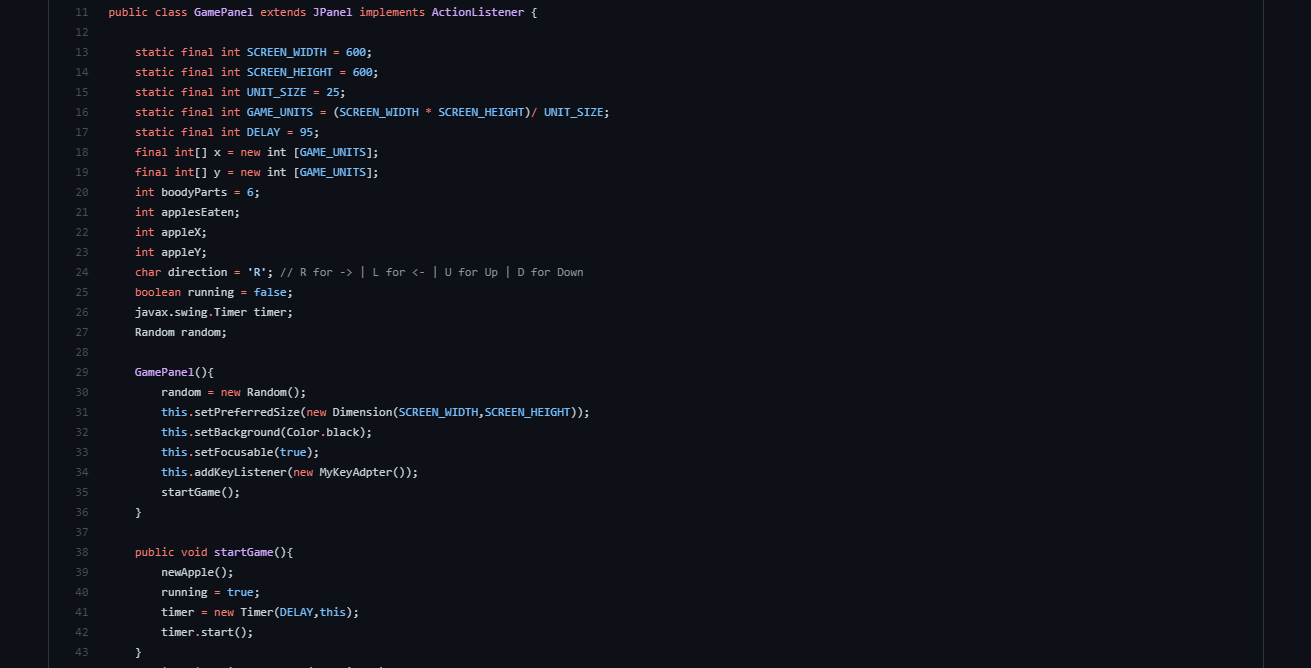 11 public class GamePanel extends JPanel implements ActionListener {
12
13     static final int SCREEN_WIDTH = 600;
14     static final int SCREEN_HEIGHT = 600;
15     static final int UNIT_SIZE = 25;
16     static final int GAME_UNITS = (SCREEN_WIDTH * SCREEN_HEIGHT)/ UNIT_SIZE;
17     static final int DELAY = 95;
18     final int[] x = new int [GAME_UNITS];
19     final int[] y = new int [GAME_UNITS];
20     int boodyParts = 6;
21     int applesEaten;
22     int appleX;
23     int appleY;
24     char direction = 'R'; // R for -> | L for <- | U for Up | D for Down
25     boolean running = false;
26     javax.swing.Timer timer;
27     Random random;
28
29     GamePanel(){
30         random = new Random();
31         this.setPreferredSize(new Dimension(SCREEN_WIDTH,SCREEN_HEIGHT));
32         this.setBackground(Color.black);
33         this.setFocusable(true);
34         this.addKeyListener(new MyKeyAdpter());
35         startGame();
36     }
37
38     public void startGame(){
39         newApple();
40         running = true;
41         timer = new Timer(DELAY,this);
42         timer.start();
43     }